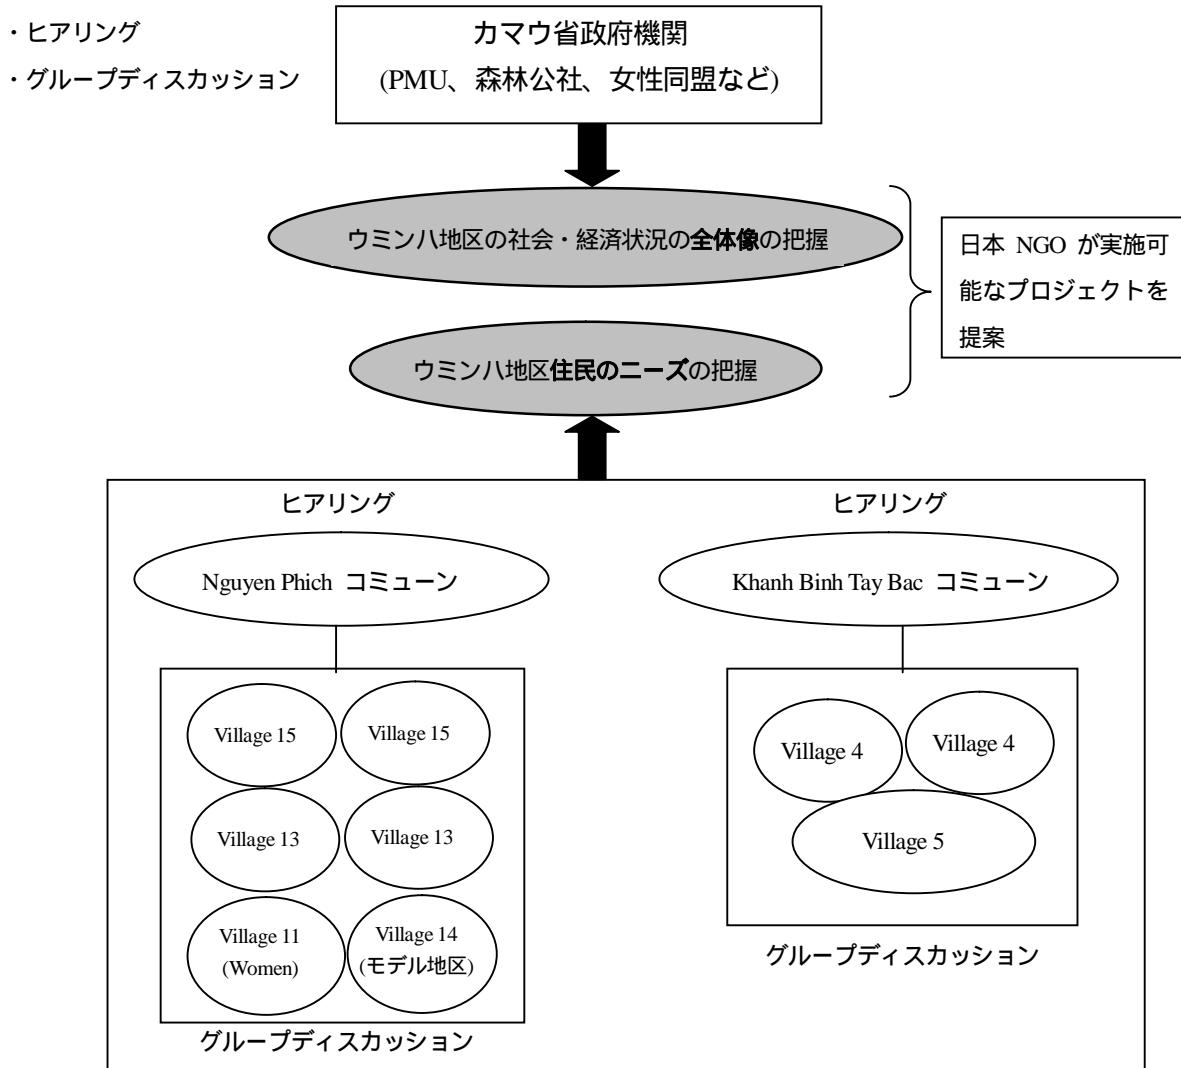 ・ヒアリング
・グループディスカッション
カマウ省政府機関
(PMU、森林公社、女性同盟など)
ウミンハ地区の社会・経済状況の全体像の把握
日本 NGO が実施可
能なプロジェクトを
提案
ウミンハ地区住民のニーズの把握
ヒアリング
Nguyen Phich コミューン
Village 15
Village 15
Village 13
Village 13
Village 11
(Women)
Village 14
(モデル地区)
グループディスカッション
ヒアリング
Khanh Binh Tay Bac コミューン
Village 4
Village 4
Village 5
グループディスカッション